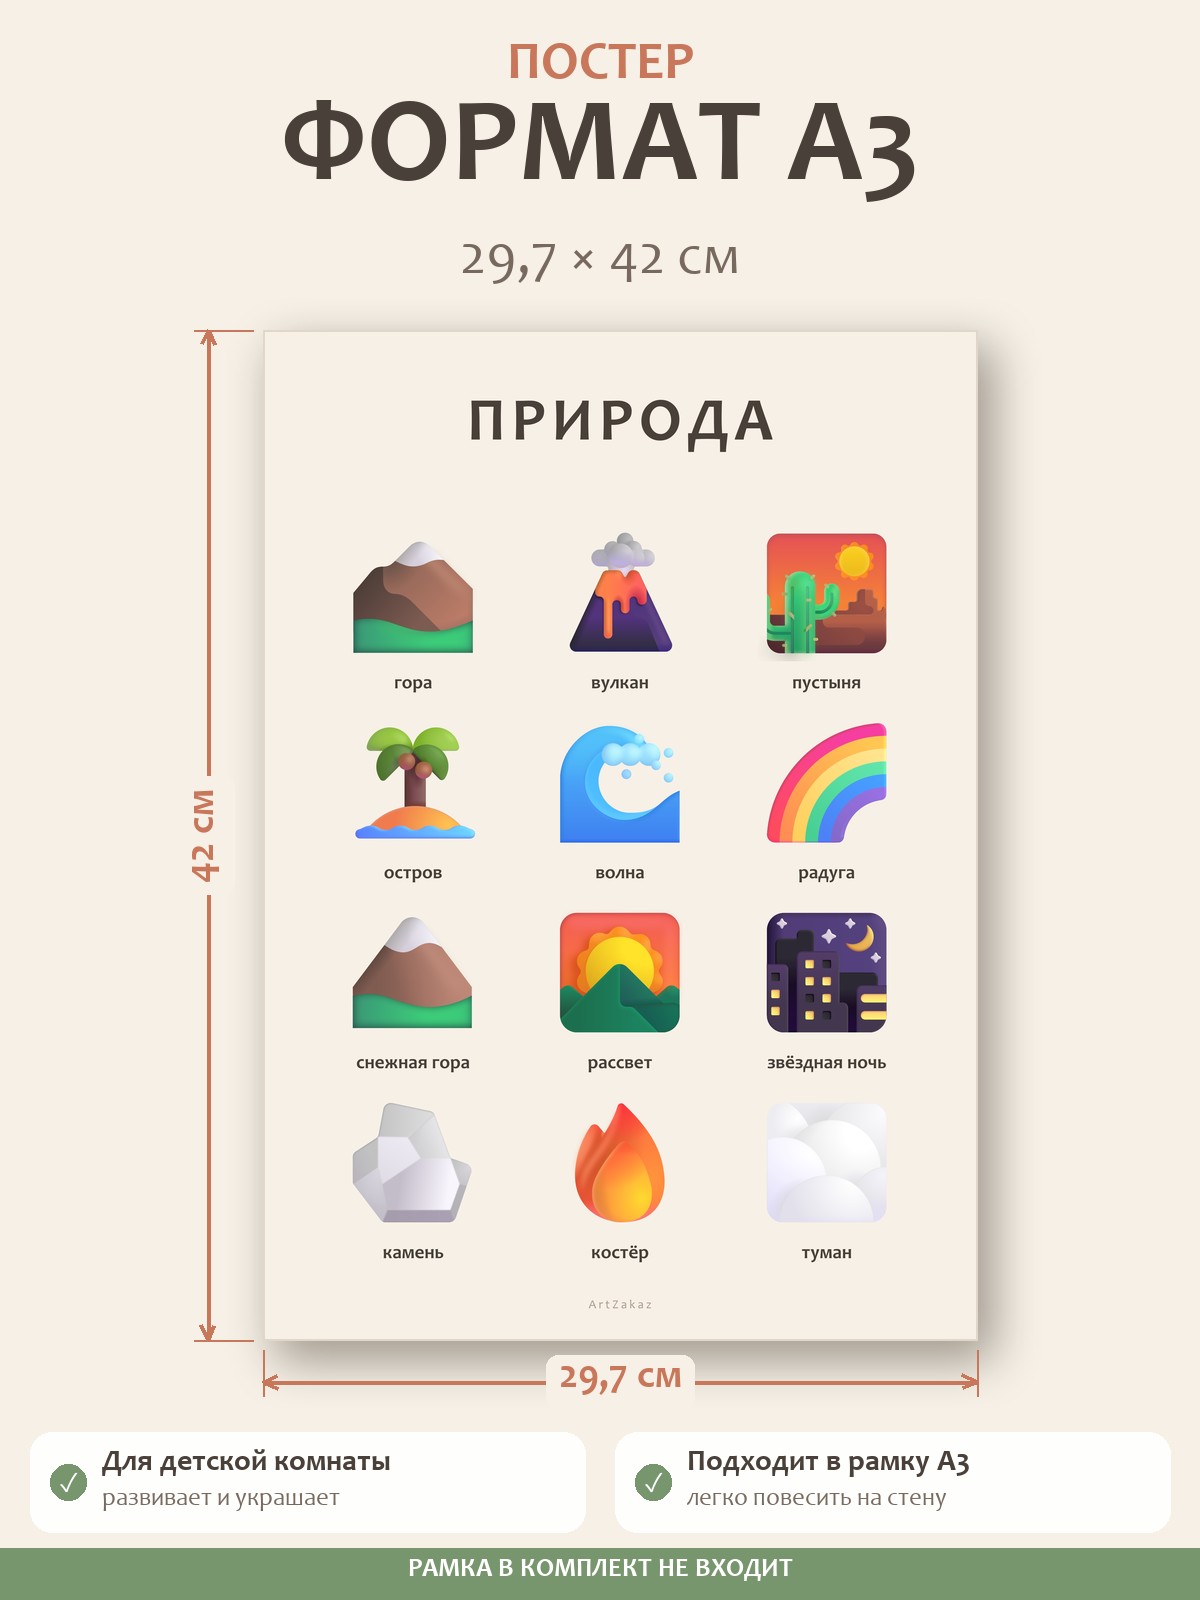 ПОСТЕР
ФОРМАТ А3
29,7 × 42 см
ПРИРОДА
гора
вулкан
пустыня
остров
волна
радуга
снежная гора
рассвет
звёздная ночь
камень
костёр
туман
ArtZakaz
42 см
29,7 см
Для детской комнаты
развивает и украшает
Подходит в рамку А3
легко повесить на стену
РАМКА В КОМПЛЕКТ НЕ ВХОДИТ